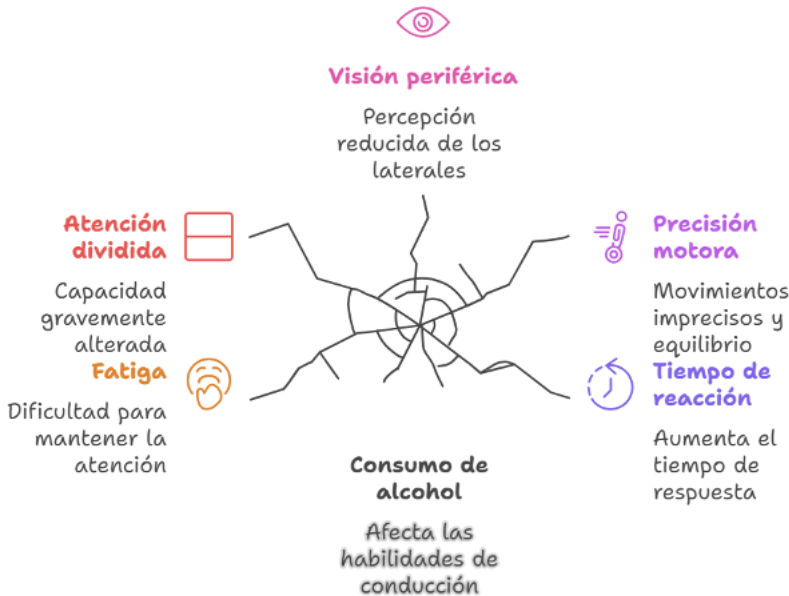 Visión periférica
Percepción
reducida de los
laterales
Atención
dividida
Capacidad
gravemente
alterada
Precisión
motora
Movimientos
imprecisos y
equilibrio
Fatiga
Dificultad para
mantener la
atención
Tiempo de
reacción
Aumenta el
tiempo de
respuesta
Consumo de
alcohol
Afecta las
habilidades de
conducción